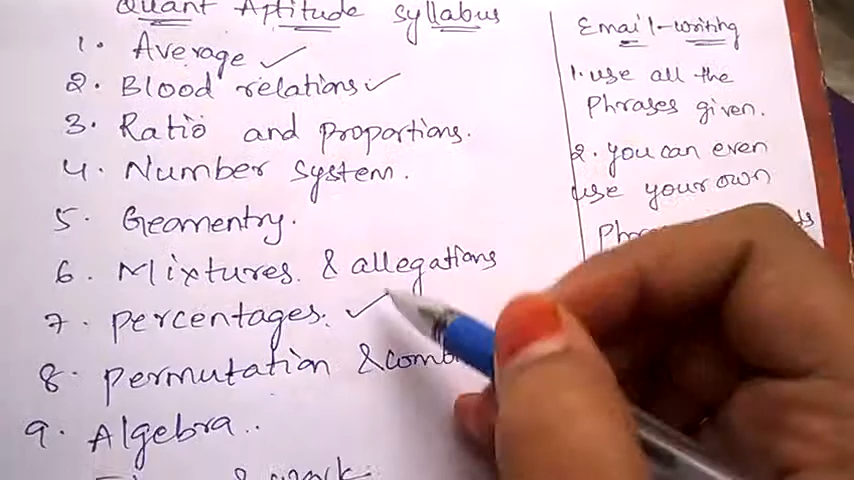 Quant Aptitude syllabus
1. Average ✓
2. Blood relations ✓
3. Ratio and proportions.
4. Number system.
5. Geomentry.
6. Mixtures. & allegations
7. percentages. ✓
8. permutation &
9. Algebra..
& work
Email-writing
1. use all the
Phrases given.
2. you can even
use your own